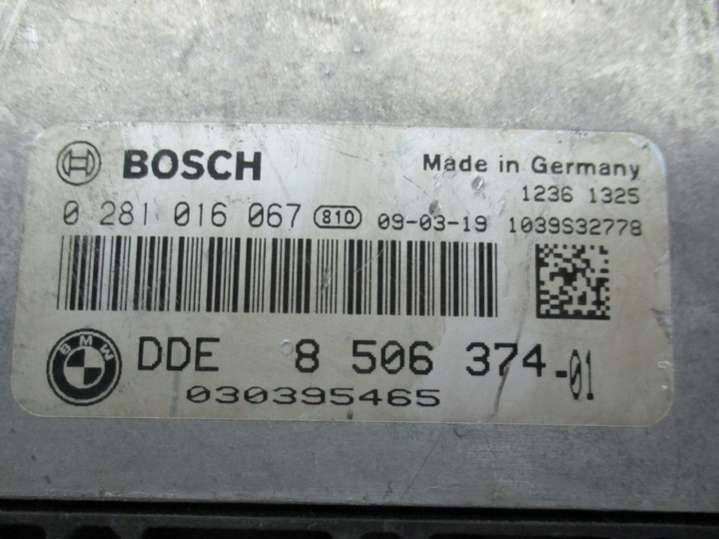 BOSCH Made in Germany
1236 1325
0 281 016 067 810 09-03-19 1039S32778
BMW DDE 8 506 374-01
030395465